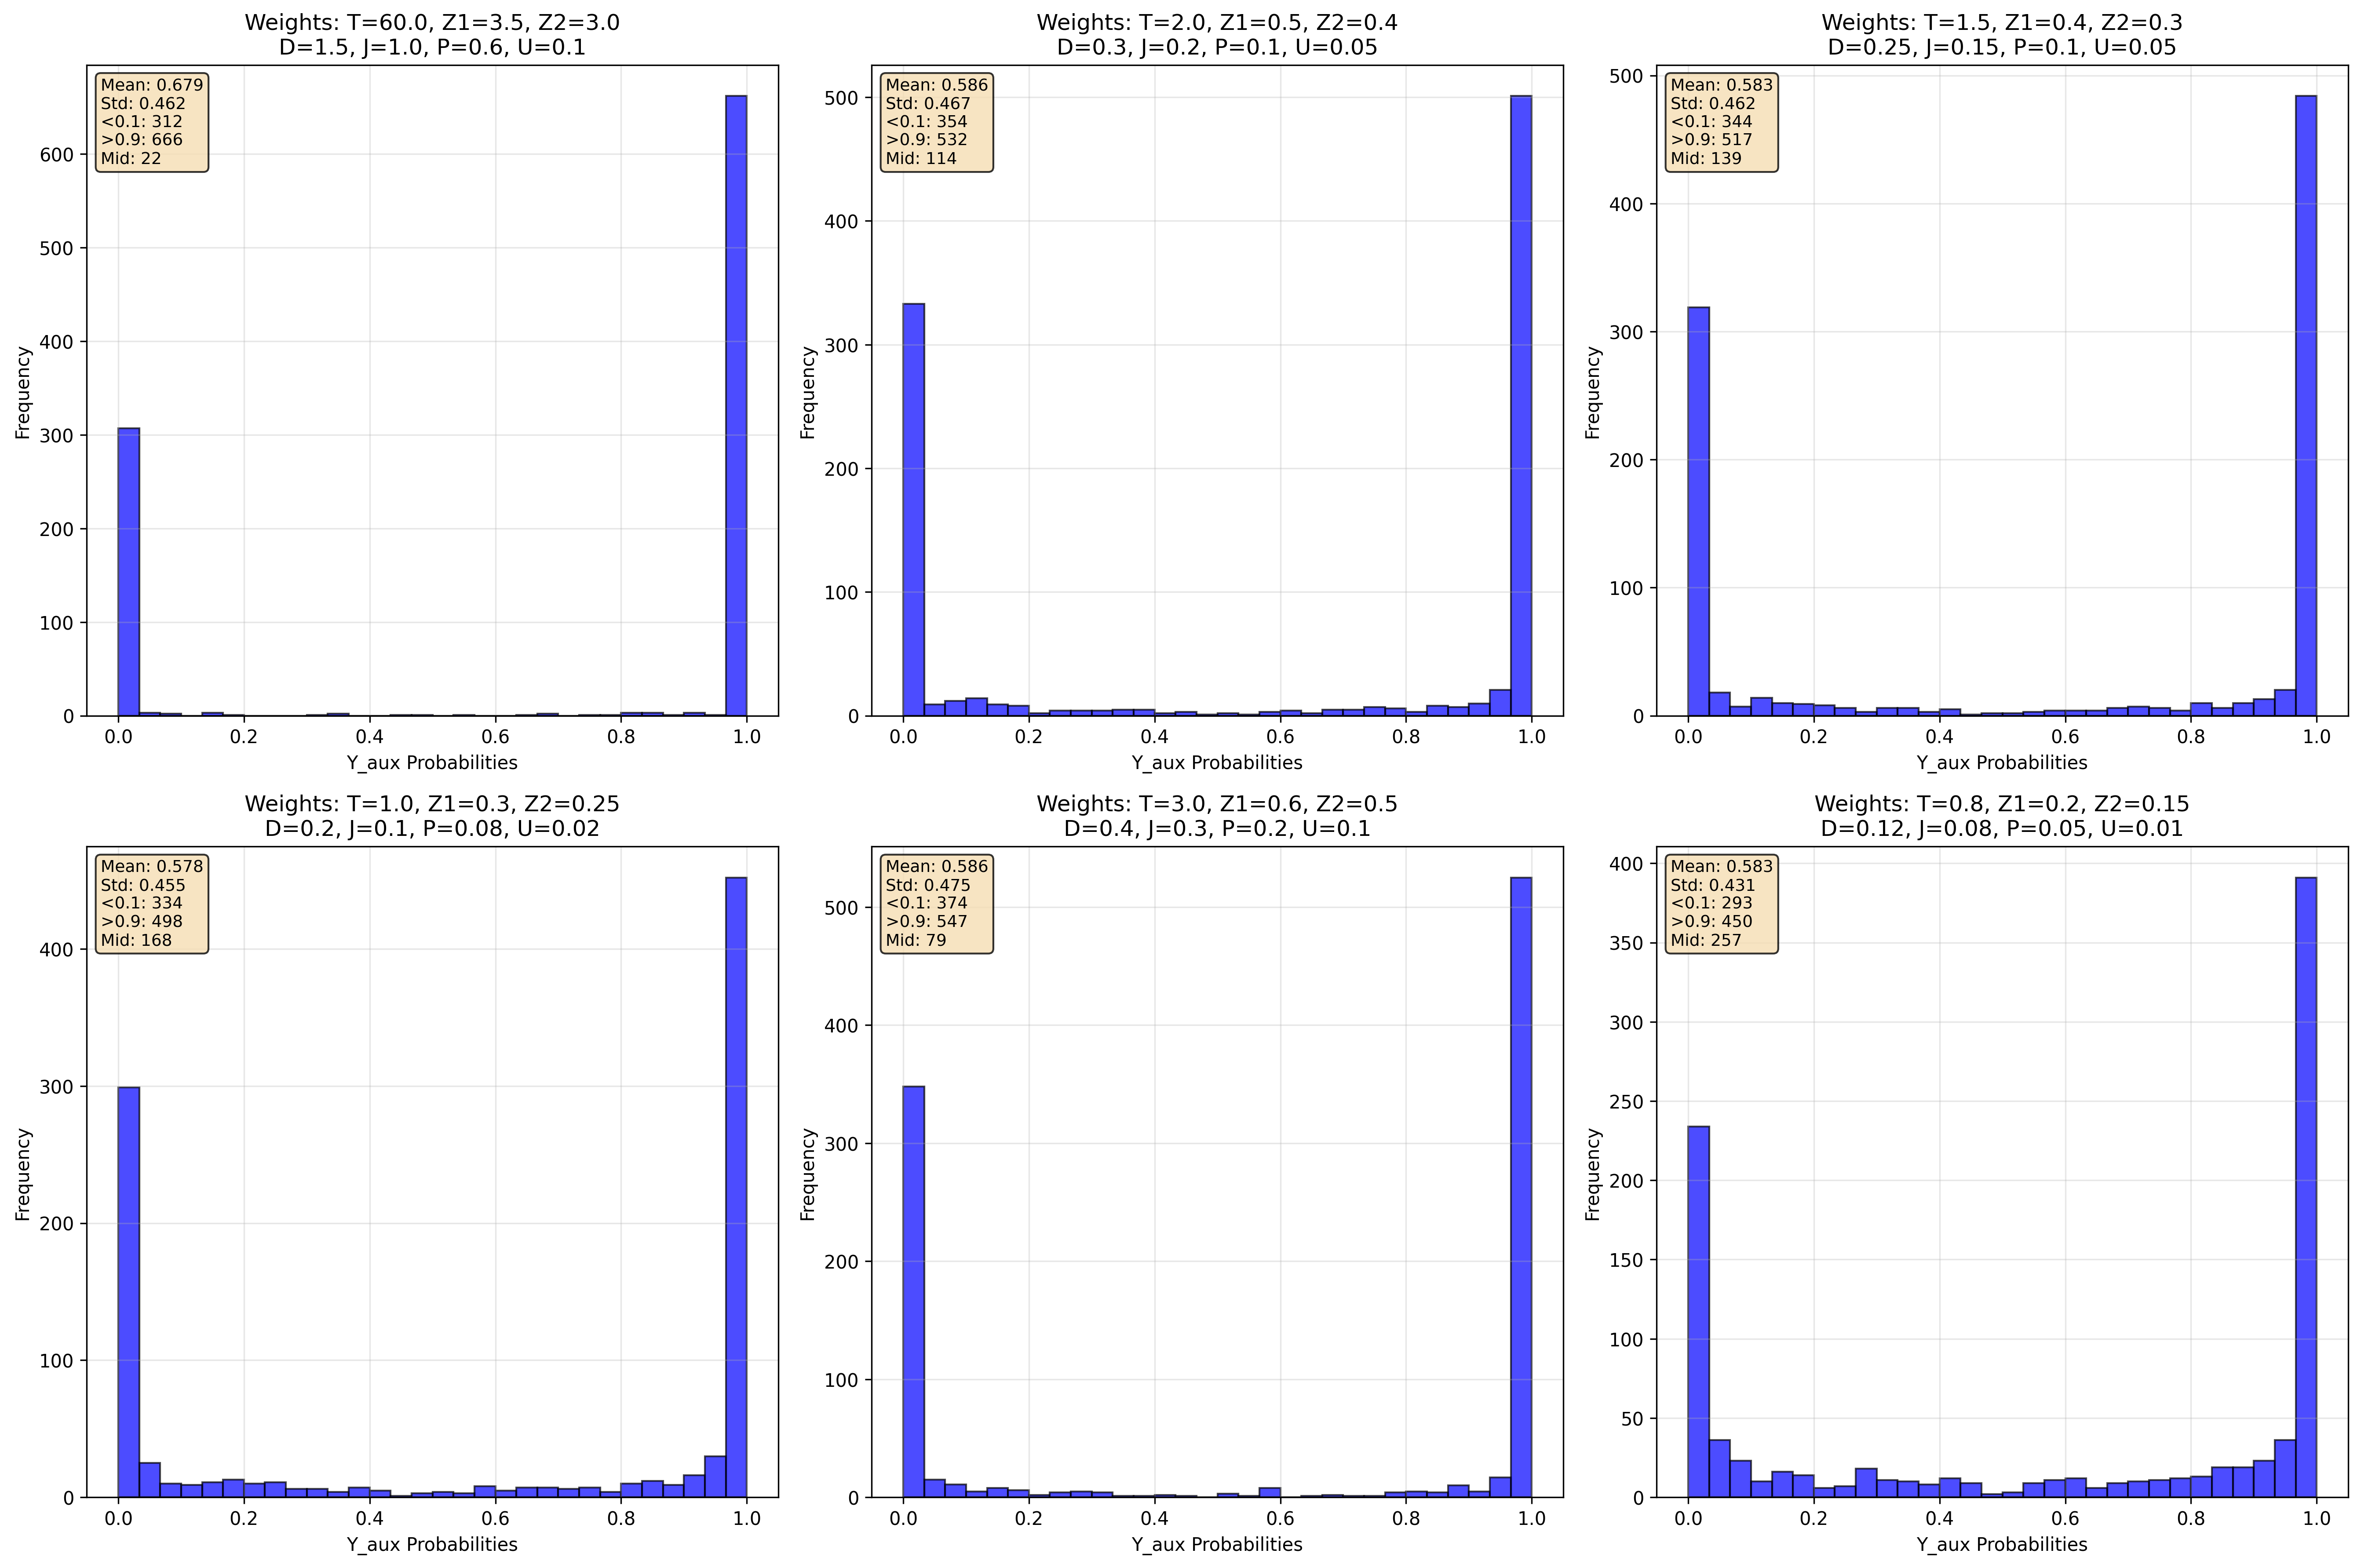 Weights: T=60.0, Z1=3.5, Z2=3.0
D=1.5, J=1.0, P=0.6, U=0.1
Mean: 0.679
Std: 0.462
<0.1: 312
>0.9: 666
Mid: 22
600
500
400
300
200
100
0
Frequency
0.0 0.2 0.4 0.6 0.8 1.0
Y_aux Probabilities
Weights: T=2.0, Z1=0.5, Z2=0.4
D=0.3, J=0.2, P=0.1, U=0.05
Mean: 0.586
Std: 0.467
<0.1: 354
>0.9: 532
Mid: 114
500
400
300
200
100
0
Frequency
0.0 0.2 0.4 0.6 0.8 1.0
Y_aux Probabilities
Weights: T=1.5, Z1=0.4, Z2=0.3
D=0.25, J=0.15, P=0.1, U=0.05
Mean: 0.583
Std: 0.462
<0.1: 344
>0.9: 517
Mid: 139
500
400
300
200
100
0
Frequency
0.0 0.2 0.4 0.6 0.8 1.0
Y_aux Probabilities
Weights: T=1.0, Z1=0.3, Z2=0.25
D=0.2, J=0.1, P=0.08, U=0.02
Mean: 0.578
Std: 0.455
<0.1: 334
>0.9: 498
Mid: 168
400
300
200
100
0
Frequency
0.0 0.2 0.4 0.6 0.8 1.0
Y_aux Probabilities
Weights: T=3.0, Z1=0.6, Z2=0.5
D=0.4, J=0.3, P=0.2, U=0.1
Mean: 0.586
Std: 0.475
<0.1: 374
>0.9: 547
Mid: 79
500
400
300
200
100
0
Frequency
0.0 0.2 0.4 0.6 0.8 1.0
Y_aux Probabilities
Weights: T=0.8, Z1=0.2, Z2=0.15
D=0.12, J=0.08, P=0.05, U=0.01
Mean: 0.583
Std: 0.431
<0.1: 293
>0.9: 450
Mid: 257
400
350
300
250
200
150
100
50
0
Frequency
0.0 0.2 0.4 0.6 0.8 1.0
Y_aux Probabilities